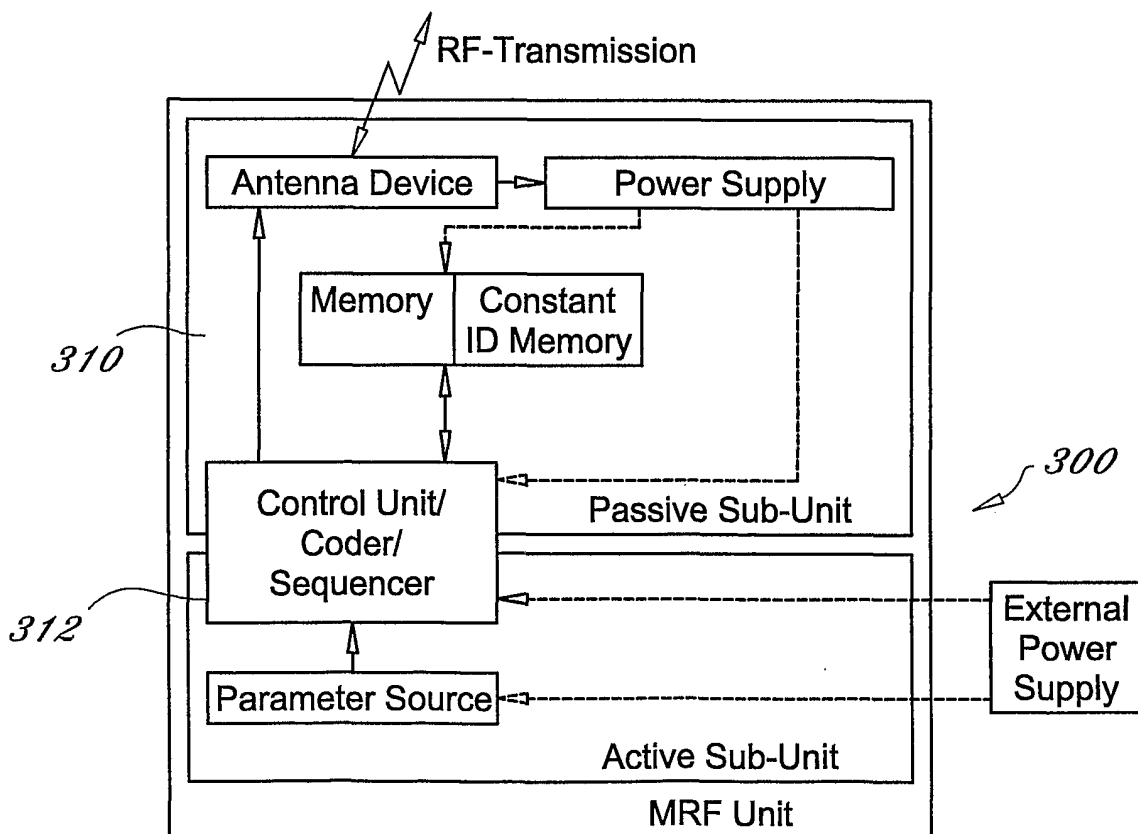 RF-Transmission
Antenna Device
Power Supply
Memory
Constant
ID Memory
310
Control Unit/
Coder/
Sequencer
Passive Sub-Unit
300
312
External
Power
Supply
Parameter Source
Active Sub-Unit
MRF Unit